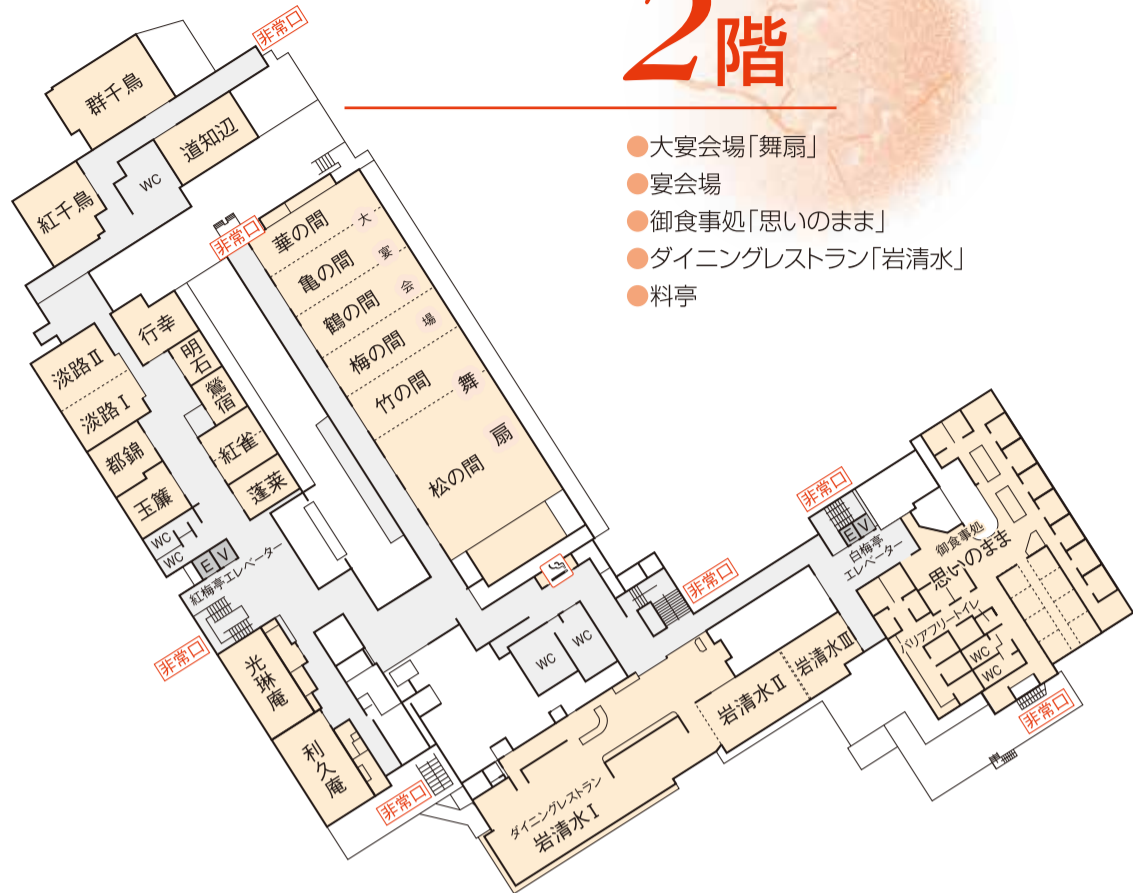 2階
●大宴会場「舞扇」
●宴会場
●御食事処「思いのまま」
●ダイニングレストラン「岩清水」
●料亭
非常口
群千鳥
道知辺
WC
紅千鳥
非常口
華の間
亀の間
鶴の間
梅の間
竹の間
松の間
大宴会場 舞扇
行幸
明石
鶯宿
紅雀
蓬莱
淡路Ⅱ
淡路Ⅰ
都錦
玉簾
WC
WC
EV
紅梅亭エレベーター
非常口
光琳庵
利久庵
非常口
WC
WC
非常口
ダイニングレストラン
岩清水Ⅰ
岩清水Ⅱ
岩清水Ⅲ
非常口
EV
白梅亭
エレベーター
御食事処
思いのまま
バリアフリートイレ
WC
WC
非常口